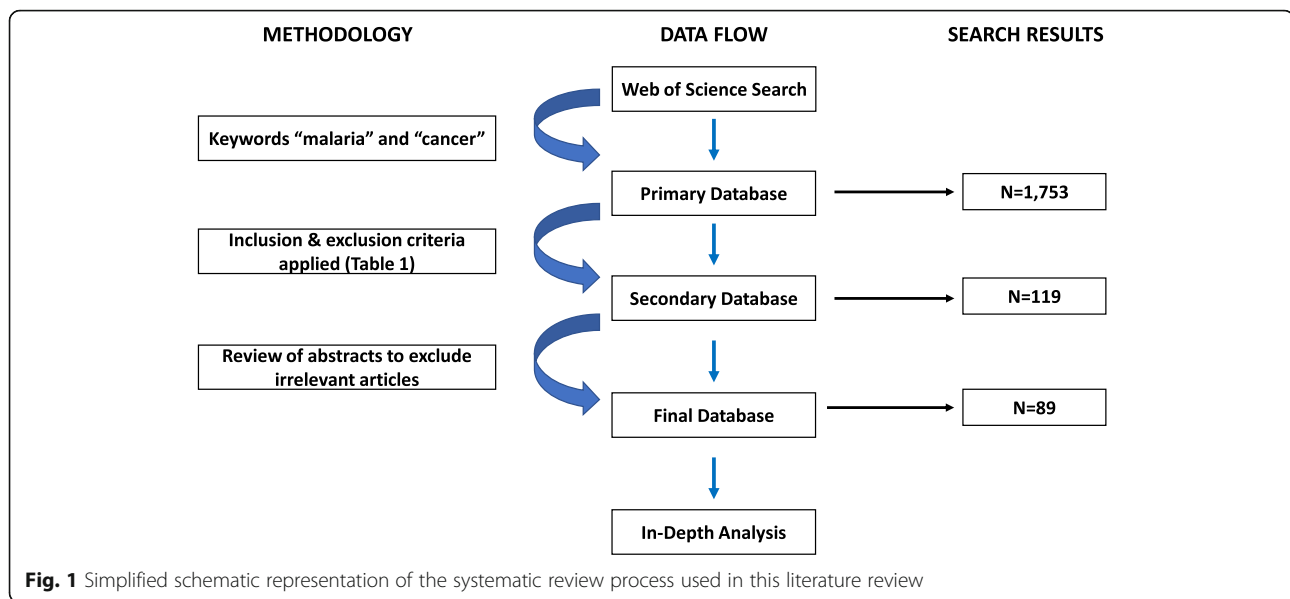 METHODOLOGY
DATA FLOW
SEARCH RESULTS
Web of Science Search
Keywords “malaria” and “cancer”
Primary Database
N=1,753
Inclusion & exclusion criteria
applied (Table 1)
Secondary Database
N=119
Review of abstracts to exclude
irrelevant articles
Final Database
N=89
In-Depth Analysis
Fig. 1 Simplified schematic representation of the systematic review process used in this literature review